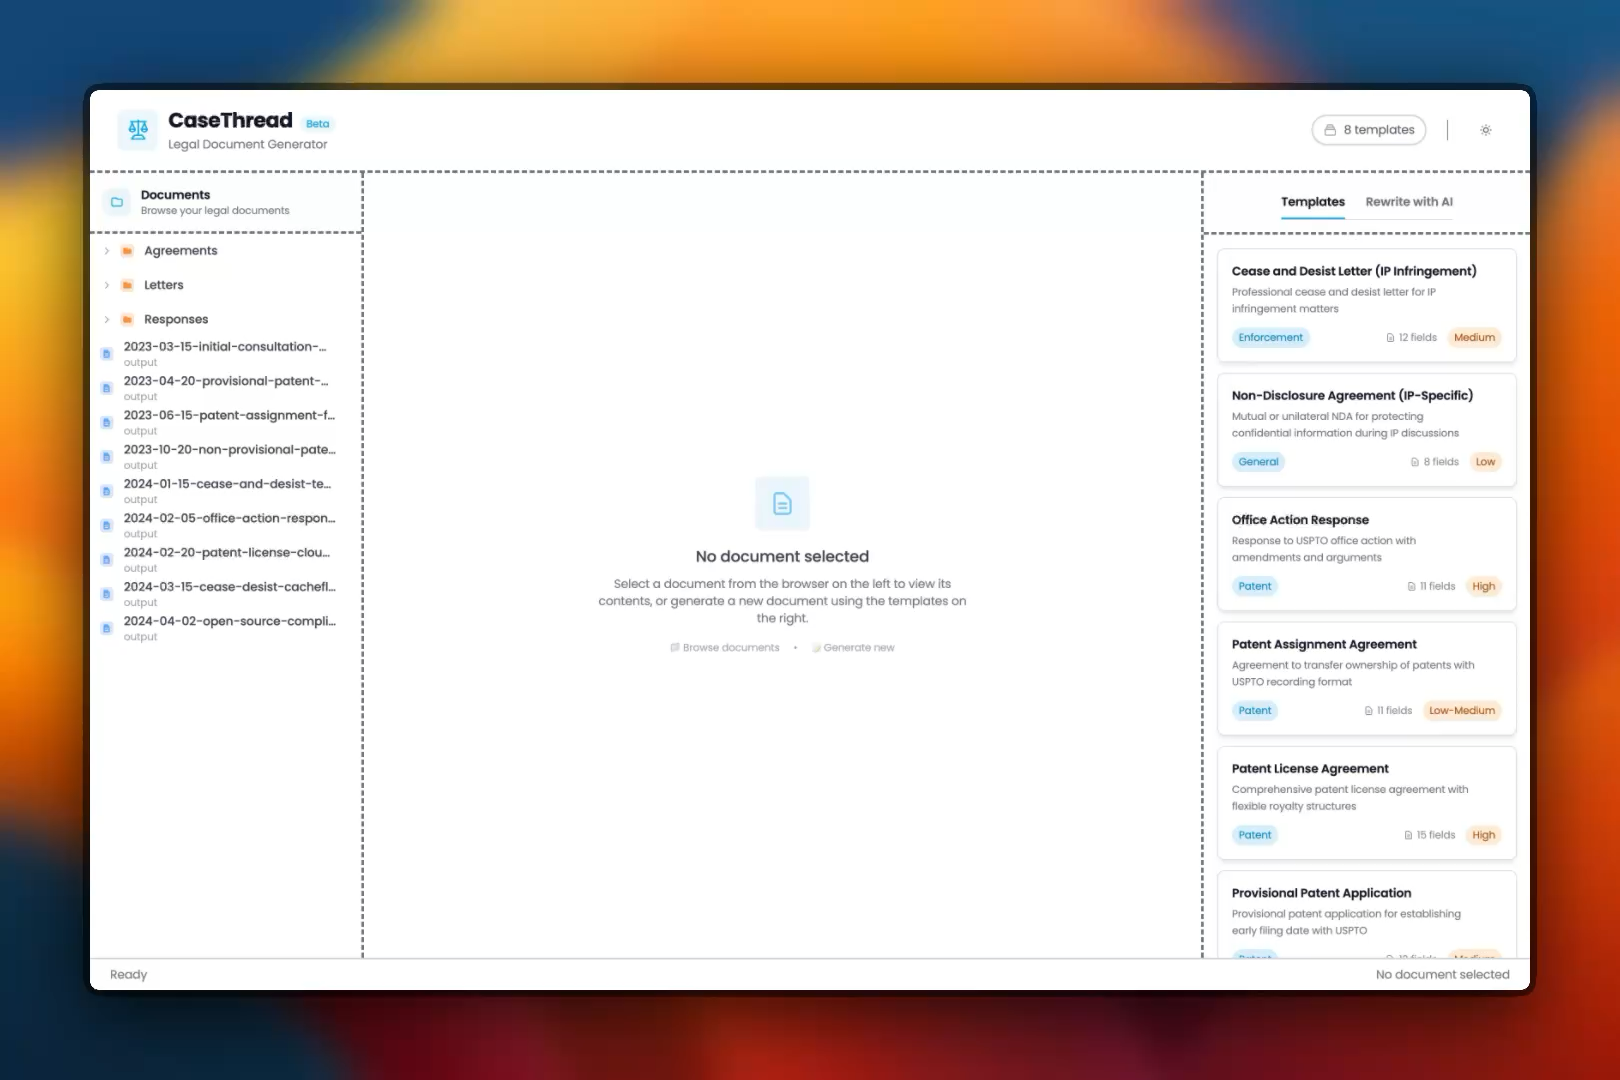 CaseThread Beta
Legal Document Generator
8 templates
Documents
Browse your legal documents
Agreements
Letters
Responses
2023-03-15-initial-consultation-...
output
2023-04-20-provisional-patent-...
output
2023-06-15-patent-assignment-f...
output
2023-10-20-non-provisional-pate...
output
2024-01-15-cease-and-desist-te...
output
2024-02-05-office-action-respon...
output
2024-02-20-patent-license-clou...
output
2024-03-15-cease-desist-cachefl...
output
2024-04-02-open-source-compli...
output
No document selected
Select a document from the browser on the left to view its
contents, or generate a new document using the templates on
the right.
Browse documents • Generate new
Templates Rewrite with AI
Cease and Desist Letter (IP Infringement)
Professional cease and desist letter for IP
infringement matters
Enforcement 12 fields Medium
Non-Disclosure Agreement (IP-Specific)
Mutual or unilateral NDA for protecting
confidential information during IP discussions
General 8 fields Low
Office Action Response
Response to USPTO office action with
amendments and arguments
Patent 11 fields High
Patent Assignment Agreement
Agreement to transfer ownership of patents with
USPTO recording format
Patent 11 fields Low-Medium
Patent License Agreement
Comprehensive patent license agreement with
flexible royalty structures
Patent 15 fields High
Provisional Patent Application
Provisional patent application for establishing
early filing date with USPTO
Ready
No document selected